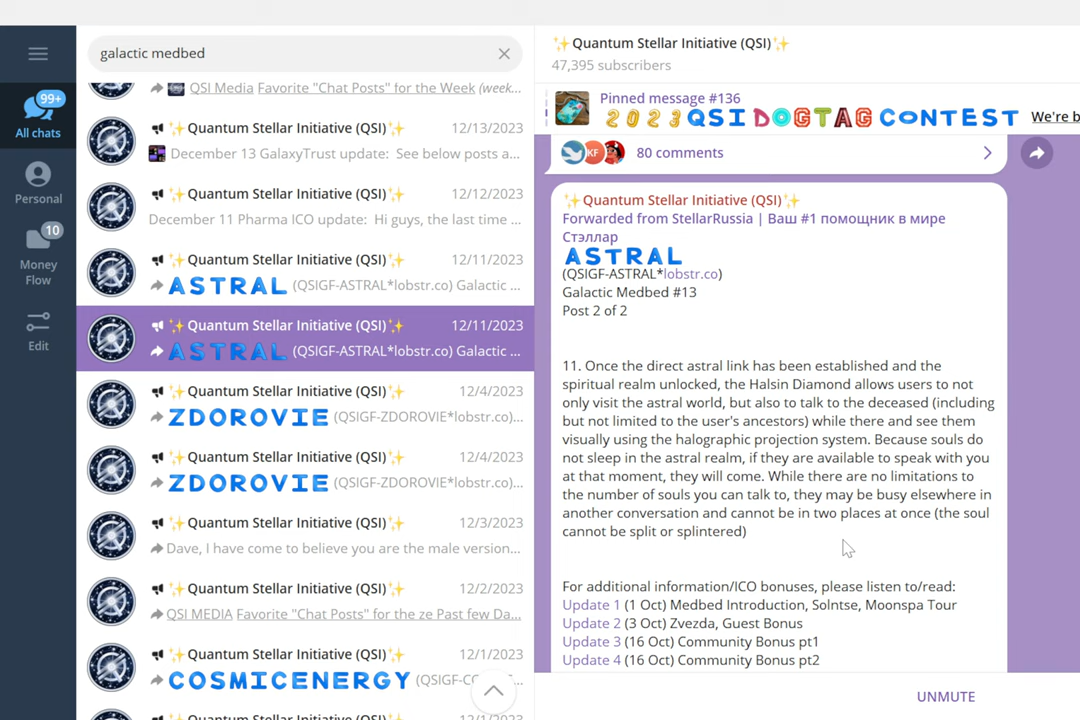 galactic medbed
✨Quantum Stellar Initiative (QSI)✨
47,395 subscribers
99+
All chats
Personal
10
Money
Flow
Edit
QSI Media Favorite "Chat Posts" for the Week (week...
✨Quantum Stellar Initiative (QSI)✨ 12/13/2023
December 13 GalaxyTrust update: See below posts a...
✨Quantum Stellar Initiative (QSI)✨ 12/12/2023
December 11 Pharma ICO update: Hi guys, the last time ...
✨Quantum Stellar Initiative (QSI)✨ 12/11/2023
ASTRAL (QSIGF-ASTRAL*lobstr.co) Galactic ...
✨Quantum Stellar Initiative (QSI)✨ 12/11/2023
ASTRAL (QSIGF-ASTRAL*lobstr.co) Galactic ...
✨Quantum Stellar Initiative (QSI)✨ 12/4/2023
ZDOROVIE (QSIGF-ZDOROVIE*lobstr.co)...
✨Quantum Stellar Initiative (QSI)✨ 12/4/2023
ZDOROVIE (QSIGF-ZDOROVIE*lobstr.co)...
✨Quantum Stellar Initiative (QSI)✨ 12/3/2023
Dave, I have come to believe you are the male version...
✨Quantum Stellar Initiative (QSI)✨ 12/2/2023
QSI MEDIA Favorite "Chat Posts" for the ze Past few Da...
✨Quantum Stellar Initiative (QSI)✨ 12/1/2023
COSMICENERGY (QSIGF-CO
Pinned message #136
2023 QSI DOGTAG CONTEST We're b
KF
80 comments
✨Quantum Stellar Initiative (QSI)✨
Forwarded from StellarRussia | Ваш #1 помощник в мире
Стэллар
ASTRAL
(QSIGF-ASTRAL*lobstr.co)
Galactic Medbed #13
Post 2 of 2
11. Once the direct astral link has been established and the
spiritual realm unlocked, the Halsin Diamond allows users to not
only visit the astral world, but also to talk to the deceased (including
but not limited to the user's ancestors) while there and see them
visually using the halographic projection system. Because souls do
not sleep in the astral realm, if they are available to speak with you
at that moment, they will come. While there are no limitations to
the number of souls you can talk to, they may be busy elsewhere in
another conversation and cannot be in two places at once (the soul
cannot be split or splintered)
For additional information/ICO bonuses, please listen to/read:
Update 1 (1 Oct) Medbed Introduction, Solntse, Moonspa Tour
Update 2 (3 Oct) Zvezda, Guest Bonus
Update 3 (16 Oct) Community Bonus pt1
Update 4 (16 Oct) Community Bonus pt2
UNMUTE